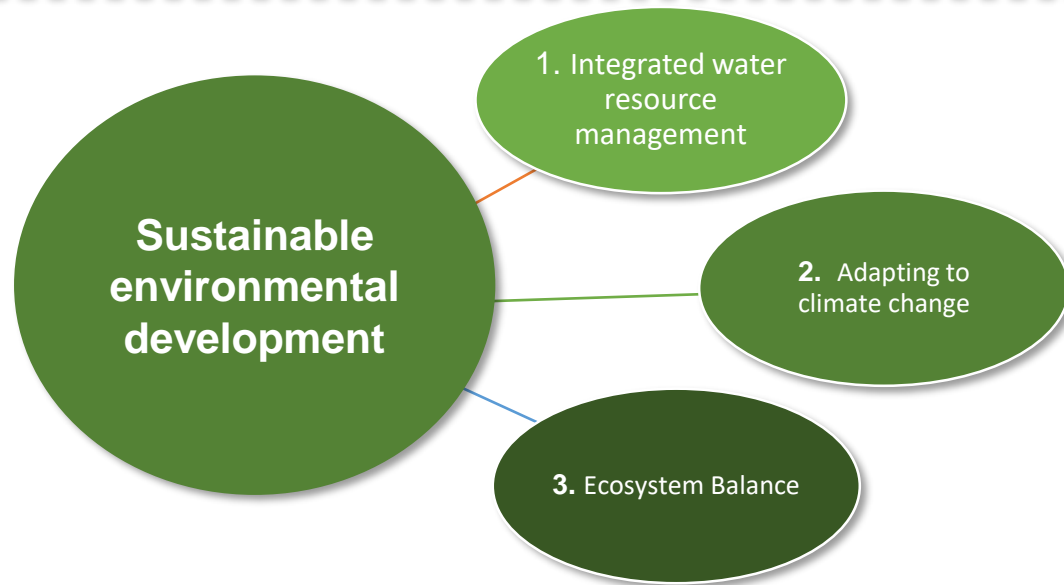 1. Integrated water
resource
management
Sustainable
environmental
development
2. Adapting to
climate change
3. Ecosystem Balance